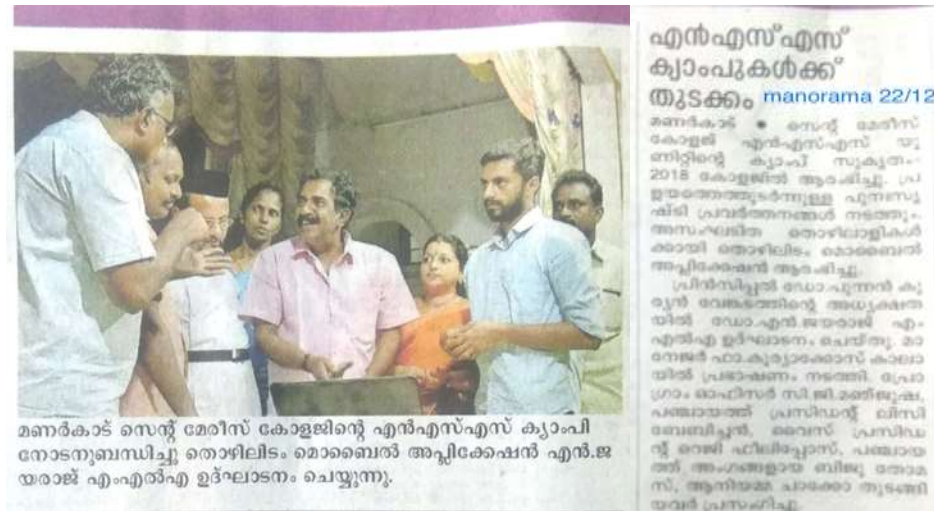 മണർകാട് സെന്റ് മേരീസ് കോളജിന്റെ എൻഎസ്എസ് ക്യാംപി
നോടനുബന്ധിച്ചു തൊഴിലിടം മൊബൈൽ അപ്ലിക്കേഷൻ എൻ.ജ
യരാജ് എംഎൽഎ ഉദ്ഘാടനം ചെയ്യുന്നു.
എൻഎസ്എസ്
ക്യാംപുകൾക്ക്
തുടക്കം manorama 22/12
മണർകാട് ● സെന്റ് മേരീസ്
കോളജ് എൻഎസ്എസ് യൂ
ണിറ്റിന്റെ ക്യാംപ് സുകൃതം-
2018 കോളജിൽ ആരംഭിച്ചു. പ്ര
ളയത്തെത്തുടർന്നുള്ള പുനഃസൃ
ഷ്ടി പ്രവർത്തനങ്ങൾ നടത്തും.
അസംഘടിത തൊഴിലാളികൾ
ക്കായി തൊഴിലിടം മൊബൈൽ
അപ്ലിക്കേഷൻ ആരംഭിച്ചു.
പ്രിൻസിപ്പൽ ഡോ.പുന്നൻ കു
ര്യൻ വേങ്കടത്തിന്റെ അധ്യക്ഷത
യിൽ ഡോ.എൻ.ജയരാജ് എം
എൽഎ ഉദ്ഘാടനം ചെയ്തു. മാ
നേജർ ഫാ.കുര്യാക്കോസ് കാലാ
യിൽ പ്രഭാഷണം നടത്തി. പ്രോ
ഗ്രാം ഓഫിസർ സി.ജി.മഞ്ജുഷ,
പഞ്ചായത്ത് പ്രസിഡന്റ് ലിസി
ബേബിച്ചൻ, വൈസ് പ്രസിഡ
ന്റ് റെജി ഫിലിപ്പോസ്, പഞ്ചായ
ത്ത് അംഗങ്ങളായ ബിജു തോമ
സ്, ആനിയമ്മ ചാക്കോ തുടങ്ങി
യവർ പ്രസംഗിച്ചു.